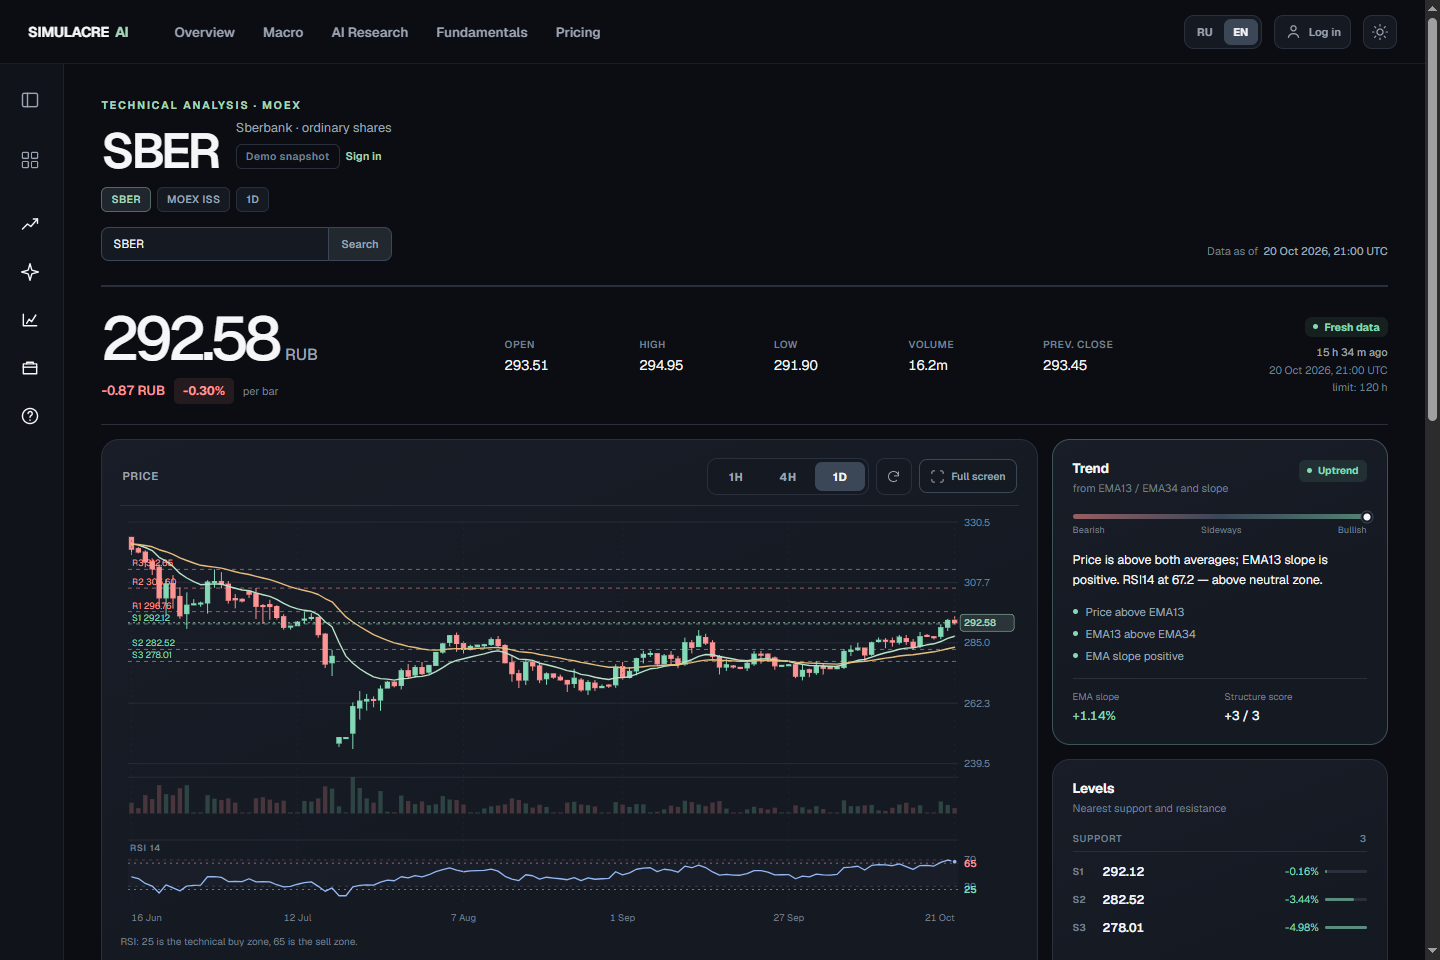 SIMULACRE AI
Overview
Macro
AI Research
Fundamentals
Pricing
RU
EN
Log in
TECHNICAL ANALYSIS · MOEX
SBER
Sberbank · ordinary shares
Demo snapshot
Sign in
SBER
MOEX ISS
1D
SBER
Search
Data as of 20 Oct 2026, 21:00 UTC
292.58 RUB
-0.87 RUB
-0.30%
per bar
OPEN
293.51
HIGH
294.95
LOW
291.90
VOLUME
16.2m
PREV. CLOSE
293.45
Fresh data
15 h 34 m ago
20 Oct 2026, 21:00 UTC
limit: 120 h
PRICE
1H
4H
1D
Full screen
330.5
307.7
292.58
285.0
262.3
239.5
R2
R1 296.76
S1 292.12
S2 282.52
S3 278.01
RSI 14
65
25
16 Jun
12 Jul
7 Aug
1 Sep
27 Sep
21 Oct
RSI: 25 is the technical buy zone, 65 is the sell zone.
Trend
Uptrend
from EMA13 / EMA34 and slope
Bearish
Sideways
Bullish
Price is above both averages; EMA13 slope is
positive. RSI14 at 67.2 — above neutral zone.
Price above EMA13
EMA13 above EMA34
EMA slope positive
EMA slope
+1.14%
Structure score
+3 / 3
Levels
Nearest support and resistance
SUPPORT 3
S1 292.12 -0.16%
S2 282.52 -3.44%
S3 278.01 -4.98%